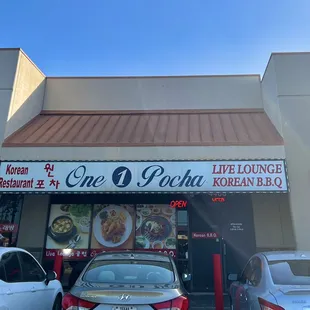 Korean
Restaurant
원
포차
One 1 Pocha
LIVE LOUNGE
KOREAN B.B.Q
OPEN
B.B.Q